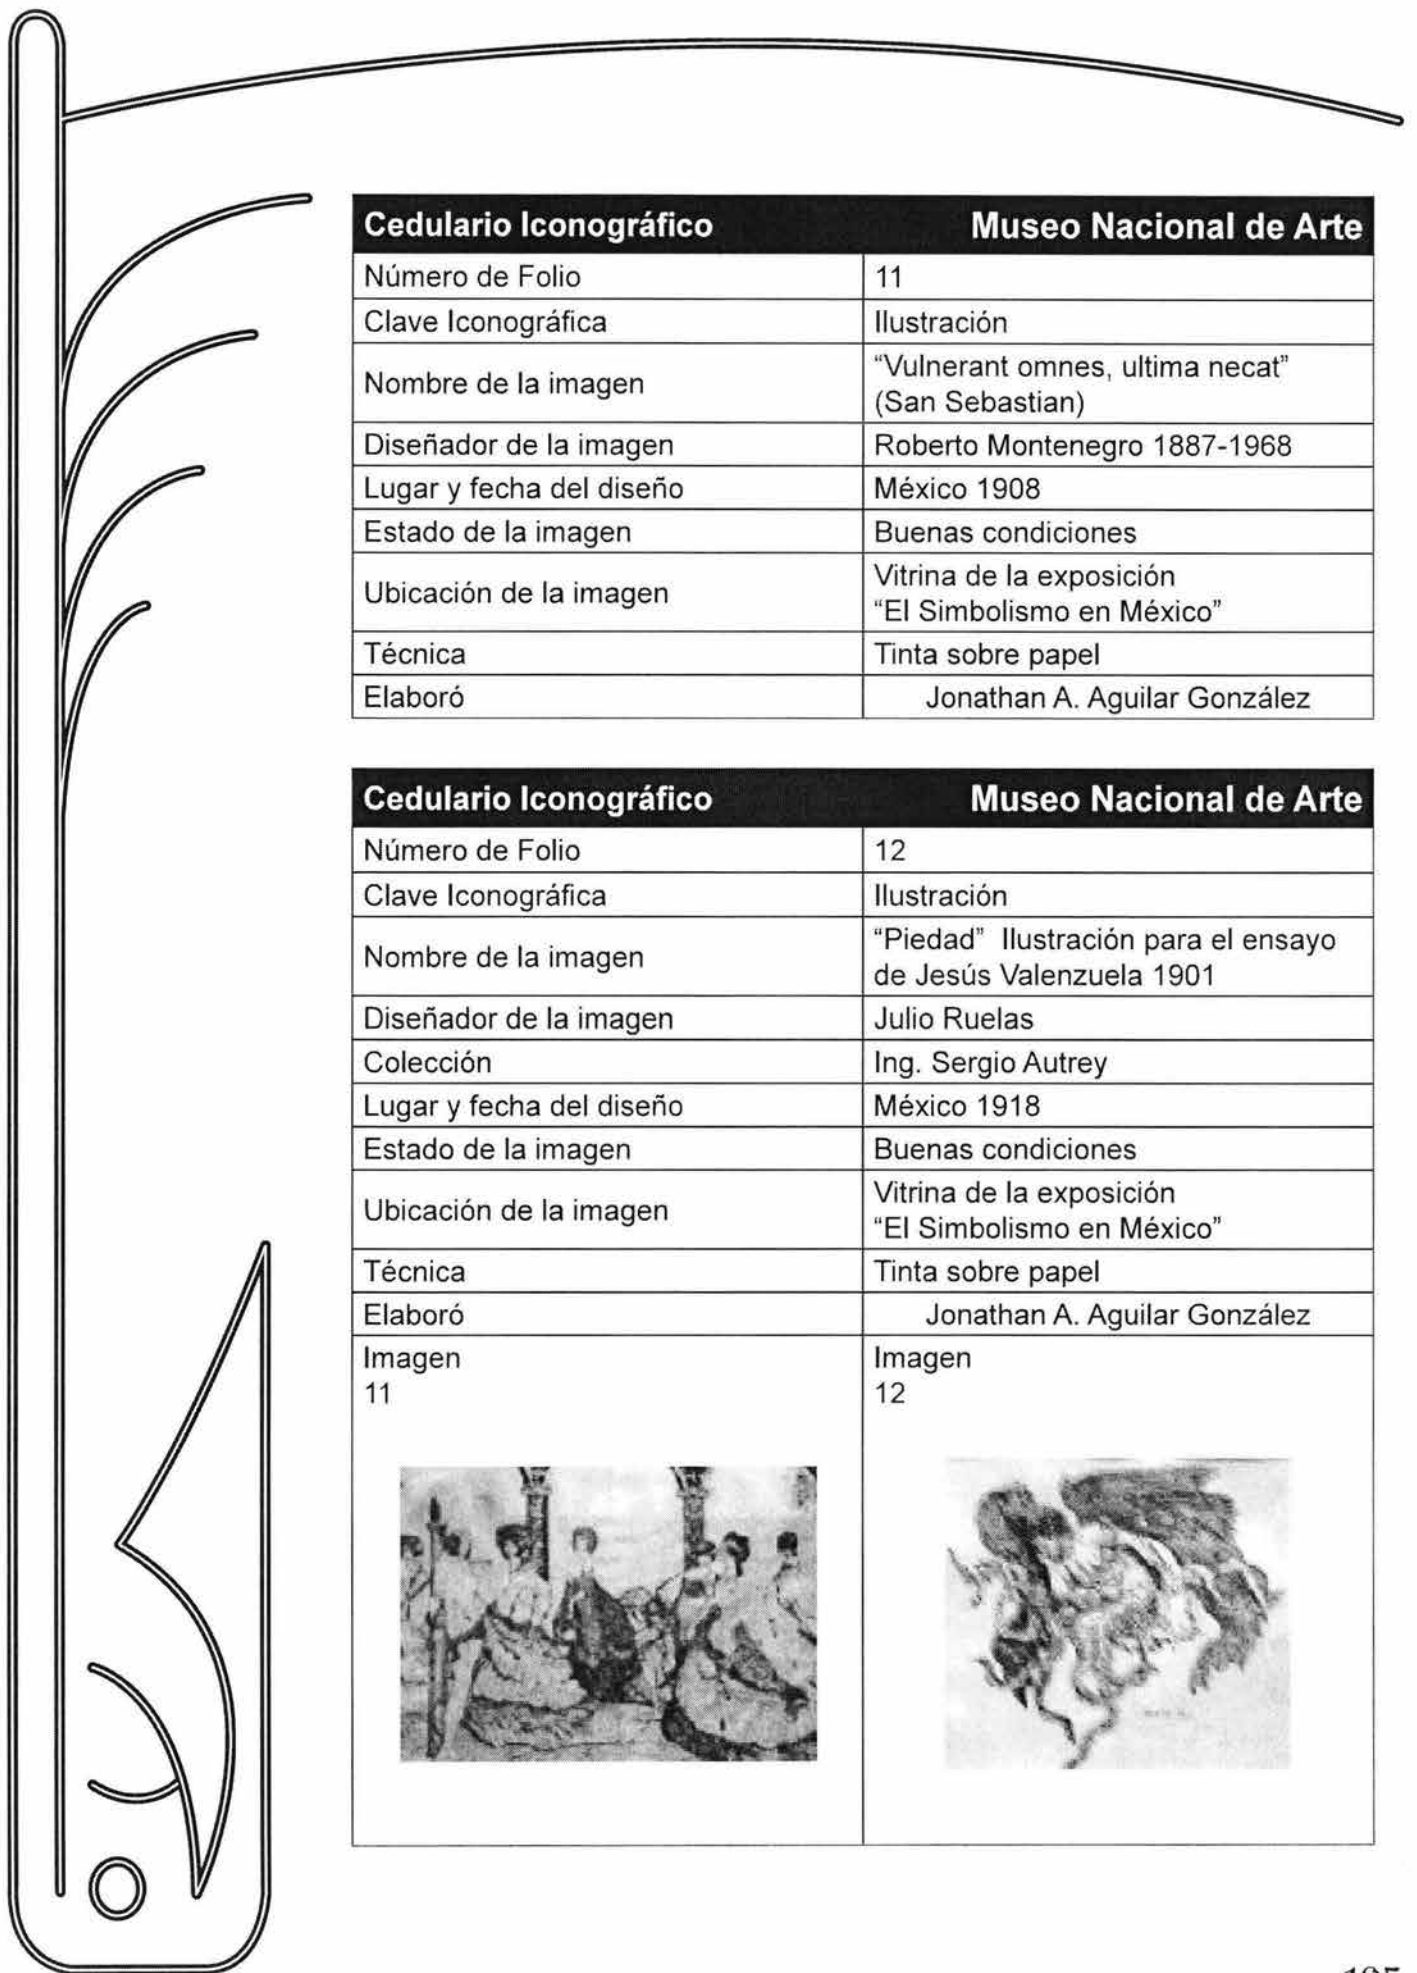 Cedulario Iconográfico Museo Nacional de Arte
Número de Folio 11
Clave Iconográfica Ilustración
Nombre de la imagen “Vulnerant omnes, ultima necat”
(San Sebastian)
Diseñador de la imagen Roberto Montenegro 1887-1968
Lugar y fecha del diseño México 1908
Estado de la imagen Buenas condiciones
Ubicación de la imagen Vitrina de la exposición
“El Simbolismo en México”
Técnica Tinta sobre papel
Elaboró Jonathan A. Aguilar González
Cedulario Iconográfico Museo Nacional de Arte
Número de Folio 12
Clave Iconográfica Ilustración
Nombre de la imagen “Piedad” Ilustración para el ensayo
de Jesús Valenzuela 1901
Diseñador de la imagen Julio Ruelas
Colección Ing. Sergio Autrey
Lugar y fecha del diseño México 1918
Estado de la imagen Buenas condiciones
Ubicación de la imagen Vitrina de la exposición
“El Simbolismo en México”
Técnica Tinta sobre papel
Elaboró Jonathan A. Aguilar González
Imagen Imagen
11 12